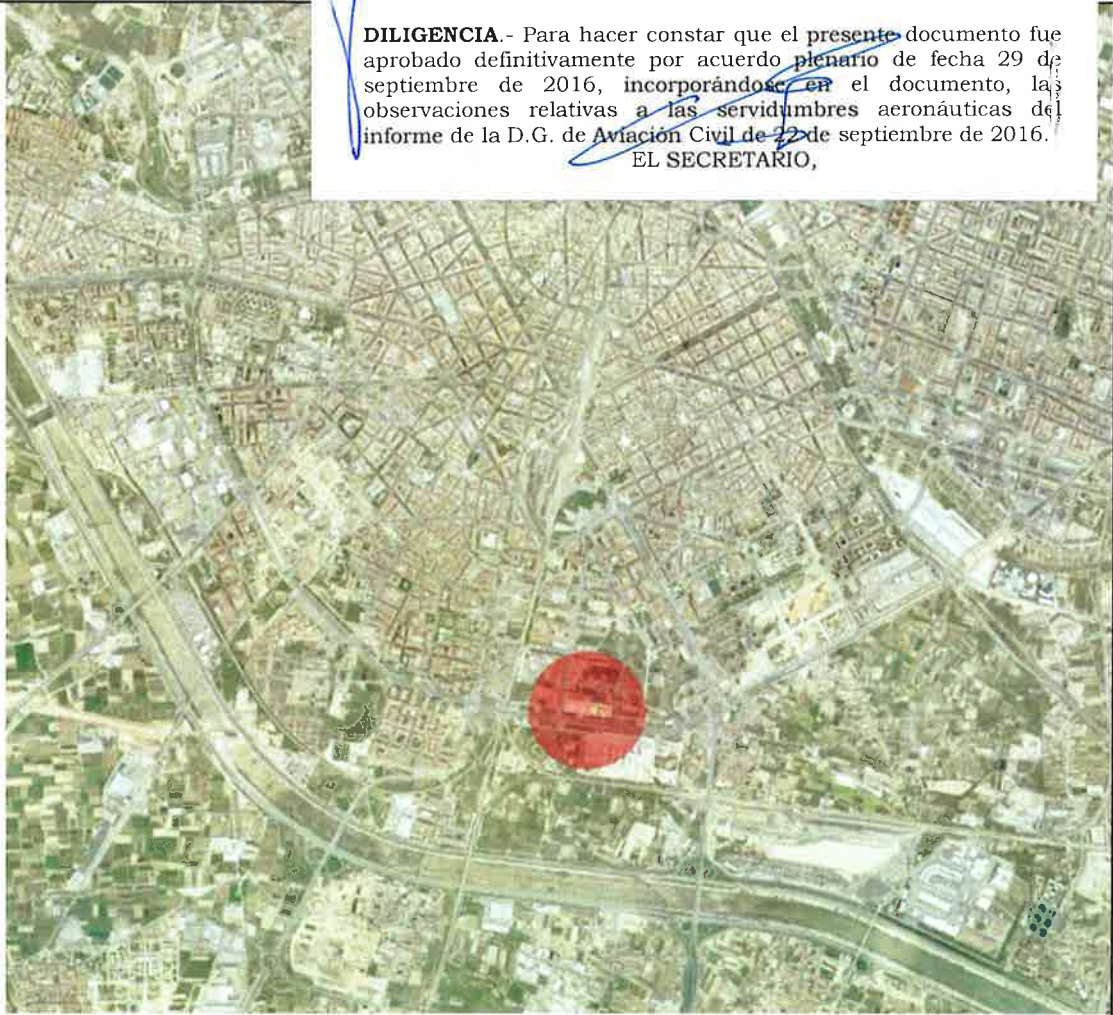 DILIGENCIA.- Para hacer constar que el presente documento fue
aprobado definitivamente por acuerdo plenario de fecha 29 de
septiembre de 2016, incorporándose en el documento, las
observaciones relativas a las servidumbres aeronáuticas del
informe de la D.G. de Aviación Civil de 22 de septiembre de 2016.
EL SECRETARIO,